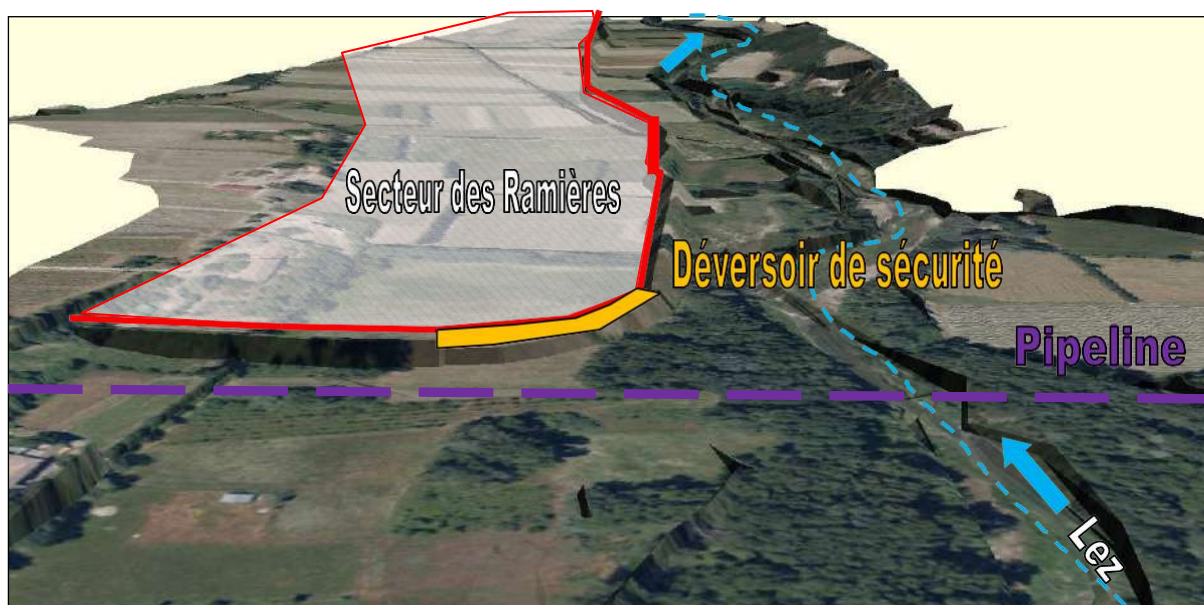 Secteur des Ramières
Déversoir de sécurité
Pipeline
Lez